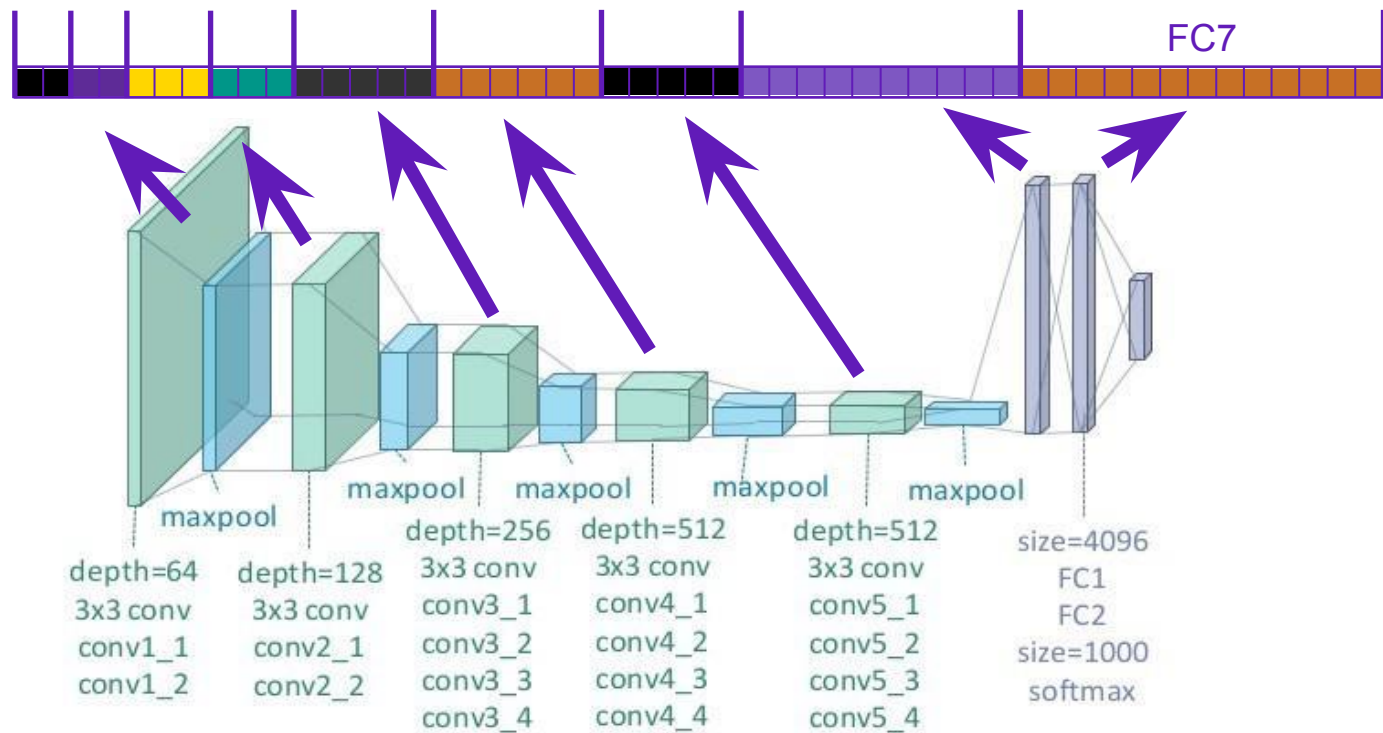 FC7
maxpool
maxpool
maxpool
maxpool
maxpool
depth=64
3x3 conv
conv1_1
conv1_2
depth=128
3x3 conv
conv2_1
conv2_2
depth=256
3x3 conv
conv3_1
conv3_2
conv3_3
conv3_4
depth=512
3x3 conv
conv4_1
conv4_2
conv4_3
conv4_4
depth=512
3x3 conv
conv5_1
conv5_2
conv5_3
conv5_4
size=4096
FC1
FC2
size=1000
softmax